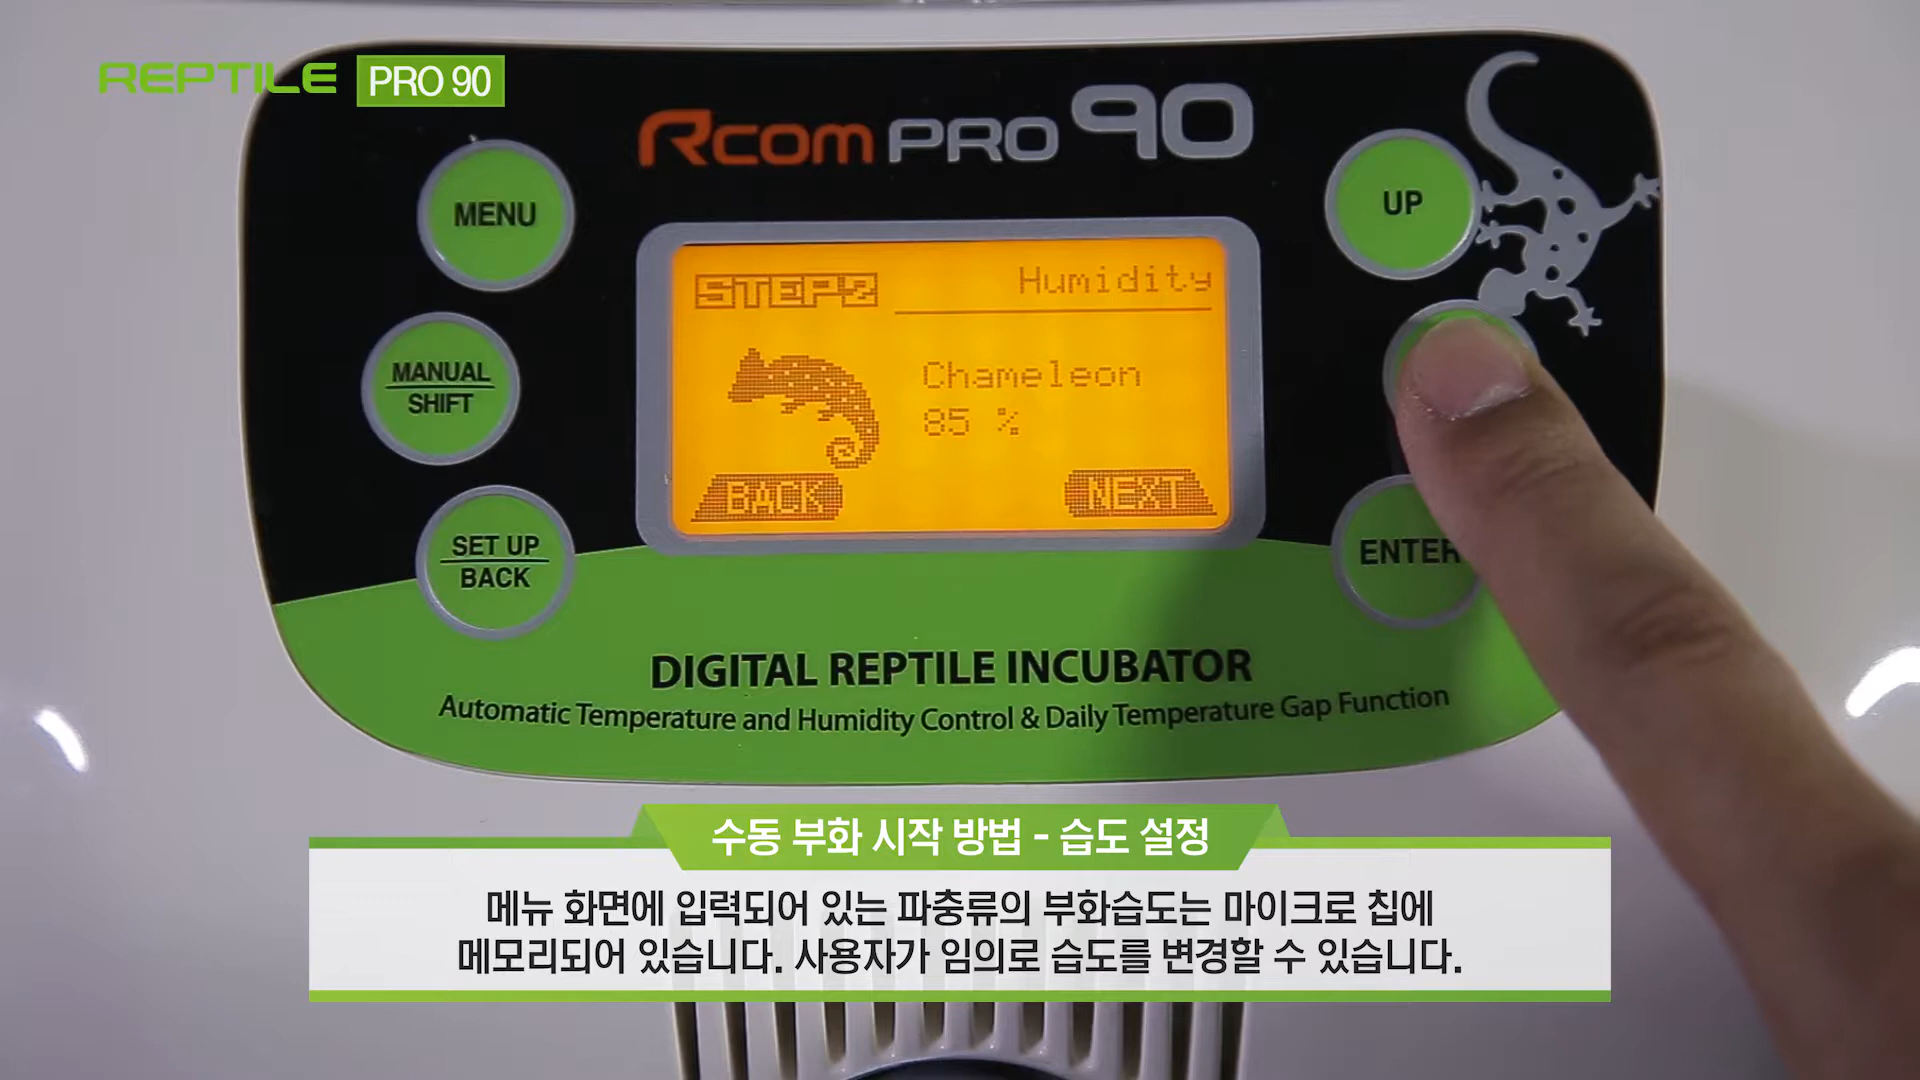 REPTILE PRO 90
Rcom PRO 90
MENU
UP
STEP2 Humidity
MANUAL
SHIFT
Chameleon
85 %
BACK NEXT
SET UP
BACK
ENTER
DIGITAL REPTILE INCUBATOR
Automatic Temperature and Humidity Control & Daily Temperature Gap Function
수동 부화 시작 방법 - 습도 설정
메뉴 화면에 입력되어 있는 파충류의 부화습도는 마이크로 칩에
메모리되어 있습니다. 사용자가 임의로 습도를 변경할 수 있습니다.